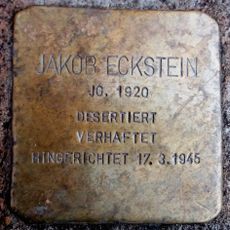 JAKOB ECKSTEIN
JG. 1920
DESERTIERT
VERHAFTET
HINGERICHTET 17.3.1945